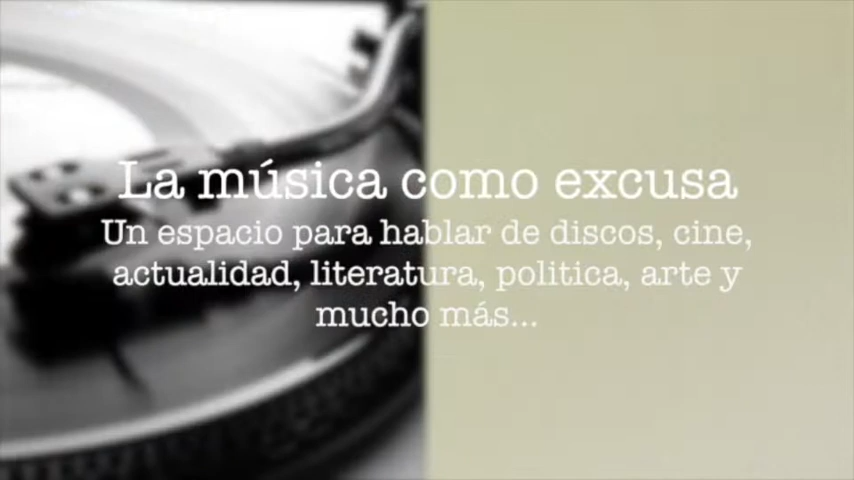 La música como excusa
Un espacio para hablar de discos, cine,
actualidad, literatura, politica, arte y
mucho más...